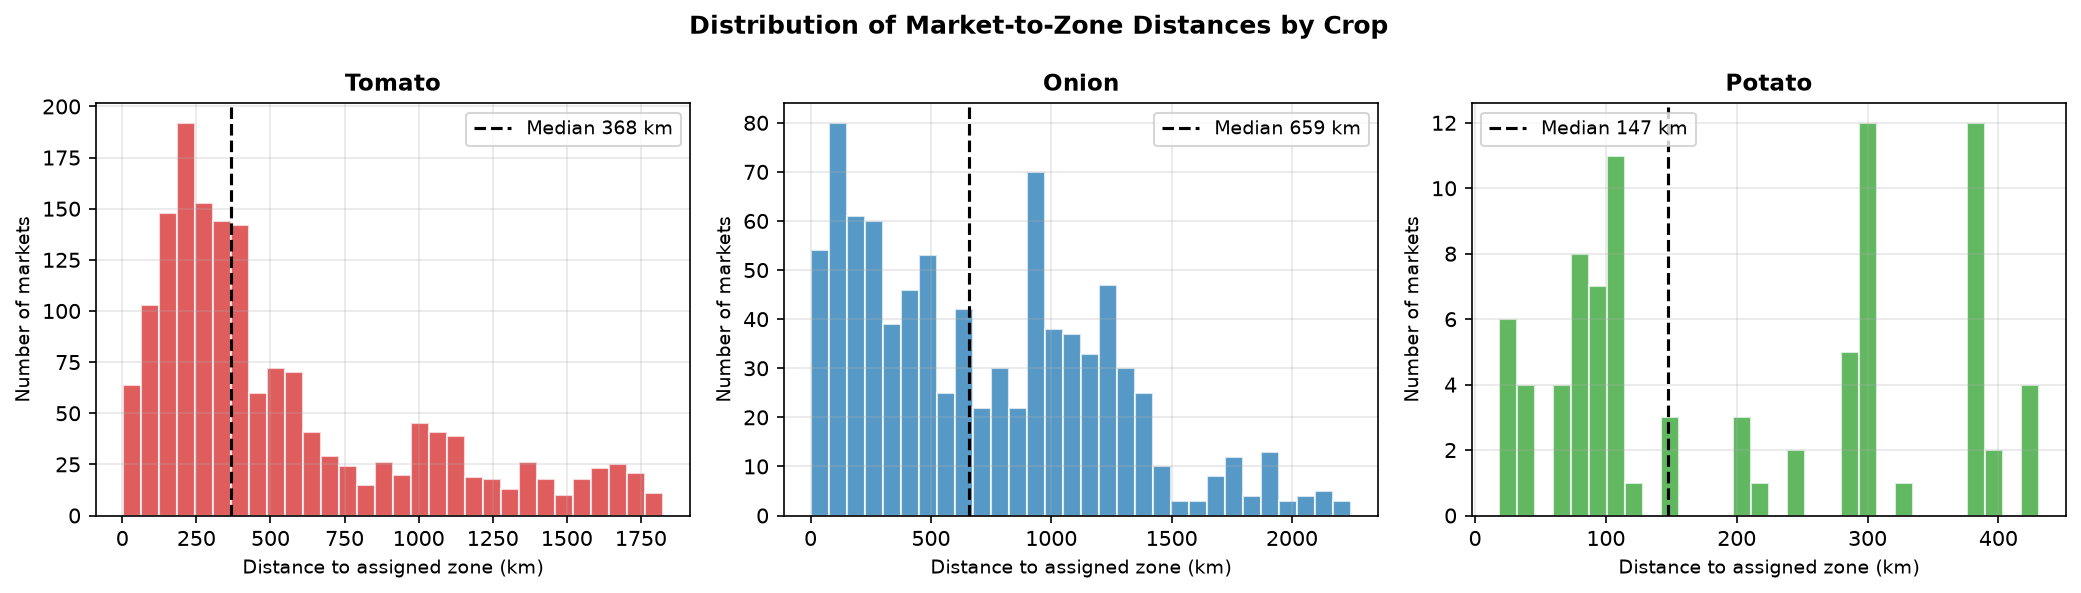 Distribution of Market-to-Zone Distances by Crop
Tomato
Median 368 km
200
175
150
125
100
75
50
25
0
Number of markets
0 250 500 750 1000 1250 1500 1750
Distance to assigned zone (km)
Onion
Median 659 km
80
70
60
50
40
30
20
10
0
Number of markets
0 500 1000 1500 2000
Distance to assigned zone (km)
Potato
Median 147 km
12
10
8
6
4
2
0
Number of markets
0 100 200 300 400
Distance to assigned zone (km)